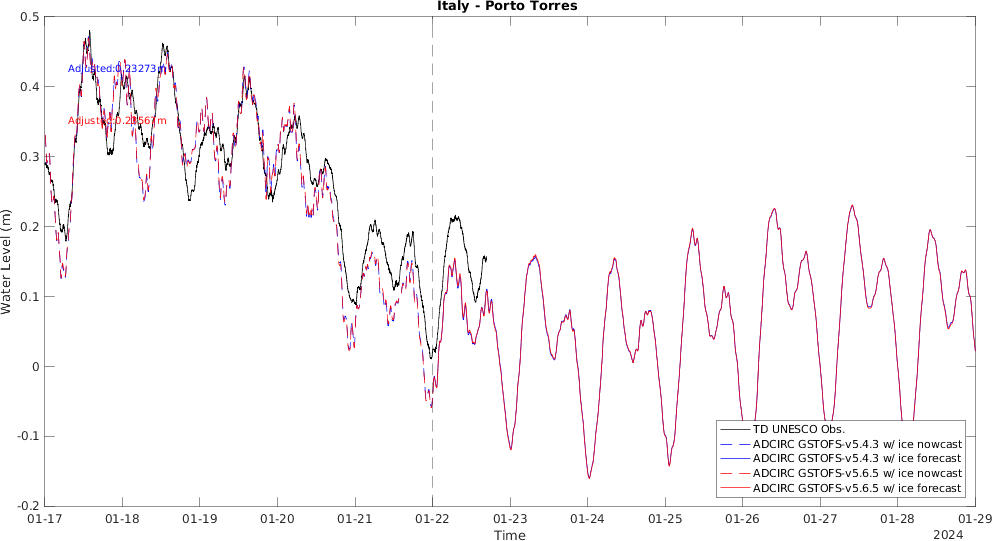 Italy - Porto Torres
0.5
0.4
0.3
0.2
0.1
0
-0.1
-0.2
Water Level (m)
Adjusted:0.23273m
TD UNESCO Obs.
ADCIRC GSTOFS-v5.4.3 w/ ice nowcast
ADCIRC GSTOFS-v5.4.3 w/ ice forecast
ADCIRC GSTOFS-v5.6.5 w/ ice nowcast
ADCIRC GSTOFS-v5.6.5 w/ ice forecast
01-17 01-18 01-19 01-20 01-21 01-22 01-23 01-24 01-25 01-26 01-27 01-28 01-29
Time
2024